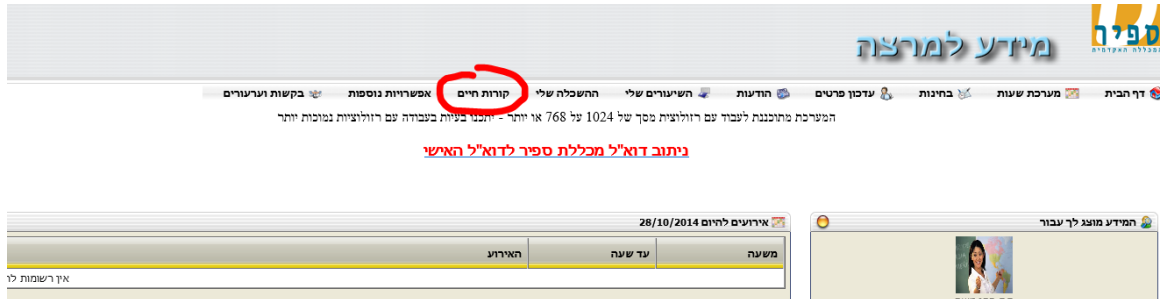 ספיר
המכללה האקדמית
מידע למרצה
דף הבית מערכת שעות בחינות עדכון פרטים הודעות השיעורים שלי ההשכלה שלי קורות חיים אפשרויות נוספות בקשות וערעורים
המערכת מתוכננת לעבוד עם רזולוצית מסך של 1024 על 768 או יותר - יתכנו בעיות בעבודה עם רזולוציות נמוכות יותר
ניתוב דוא"ל מכללת ספיר לדוא"ל האישי
המידע מוצג לך עבור
אירועים להיום 28/10/2014
משעה עד שעה האירוע
אין רשומות